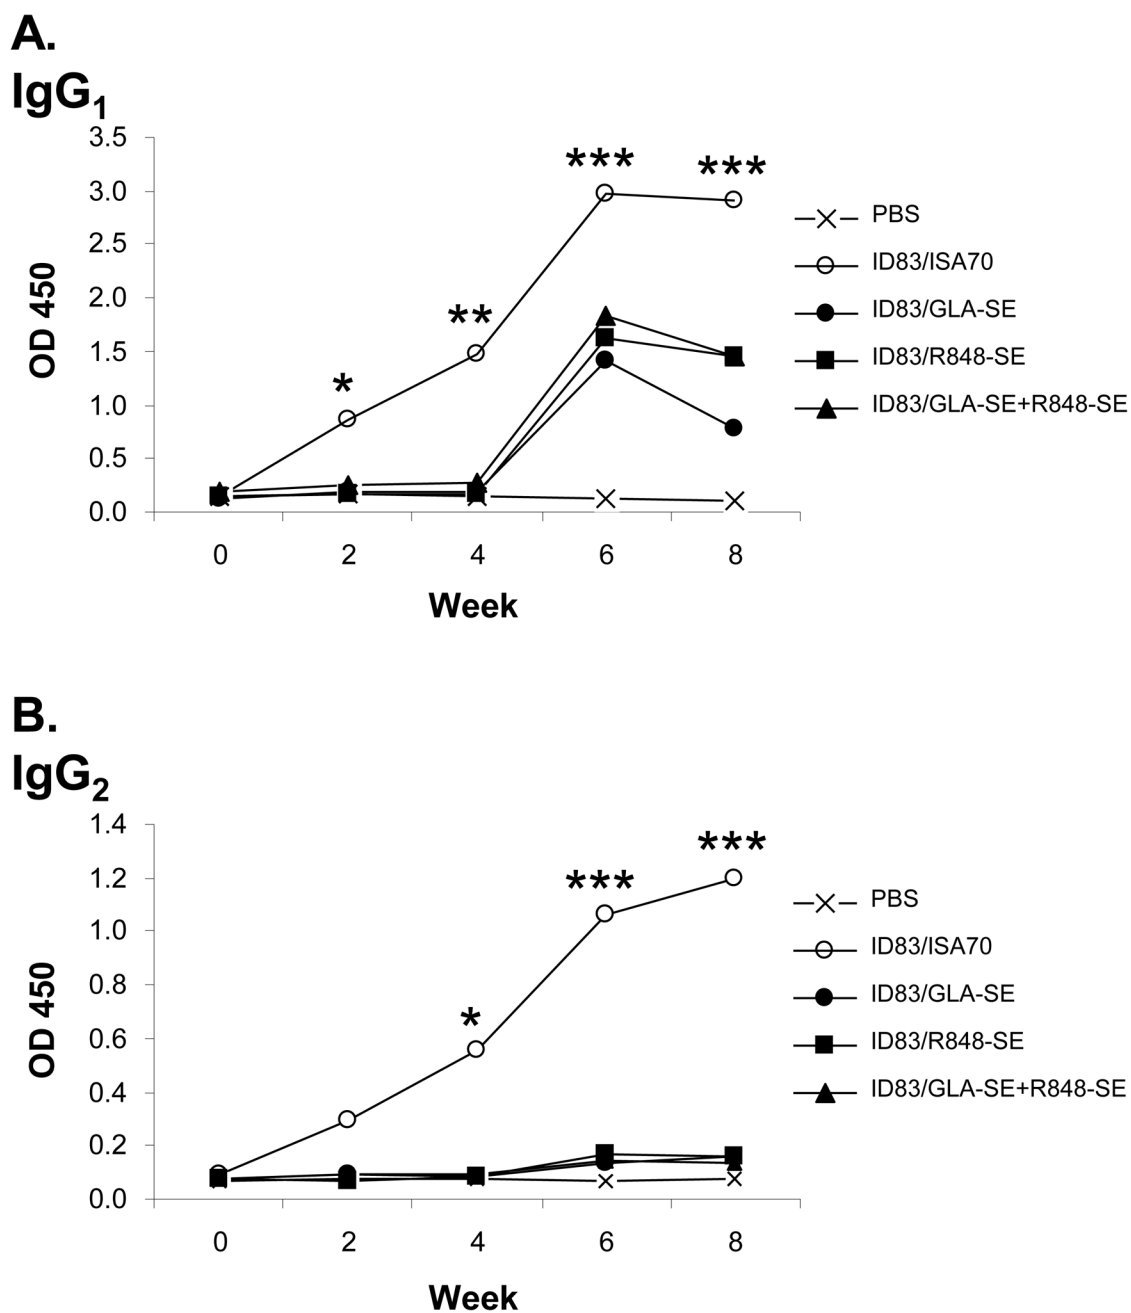 A.
IgG₁
3.5
3.0
2.5
2.0
1.5
1.0
0.5
0.0
OD 450
*
**
***
***
0 2 4 6 8
Week
PBS
ID83/ISA70
ID83/GLA-SE
ID83/R848-SE
ID83/GLA-SE+R848-SE
B.
IgG₂
1.4
1.2
1.0
0.8
0.6
0.4
0.2
0.0
OD 450
*
***
***
0 2 4 6 8
Week
PBS
ID83/ISA70
ID83/GLA-SE
ID83/R848-SE
ID83/GLA-SE+R848-SE